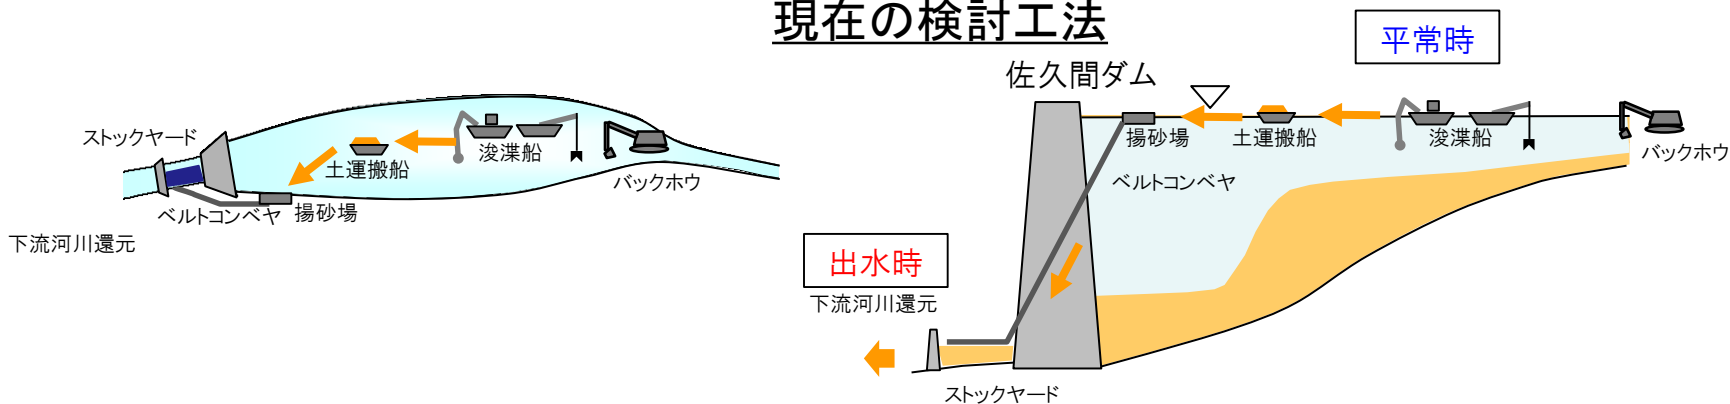 現在の検討工法
平常時
佐久間ダム
ストックヤード
土運搬船
浚渫船
バックホウ
ベルトコンベヤ
揚砂場
下流河川還元
揚砂場
土運搬船
浚渫船
バックホウ
ベルトコンベヤ
出水時
下流河川還元
ストックヤード